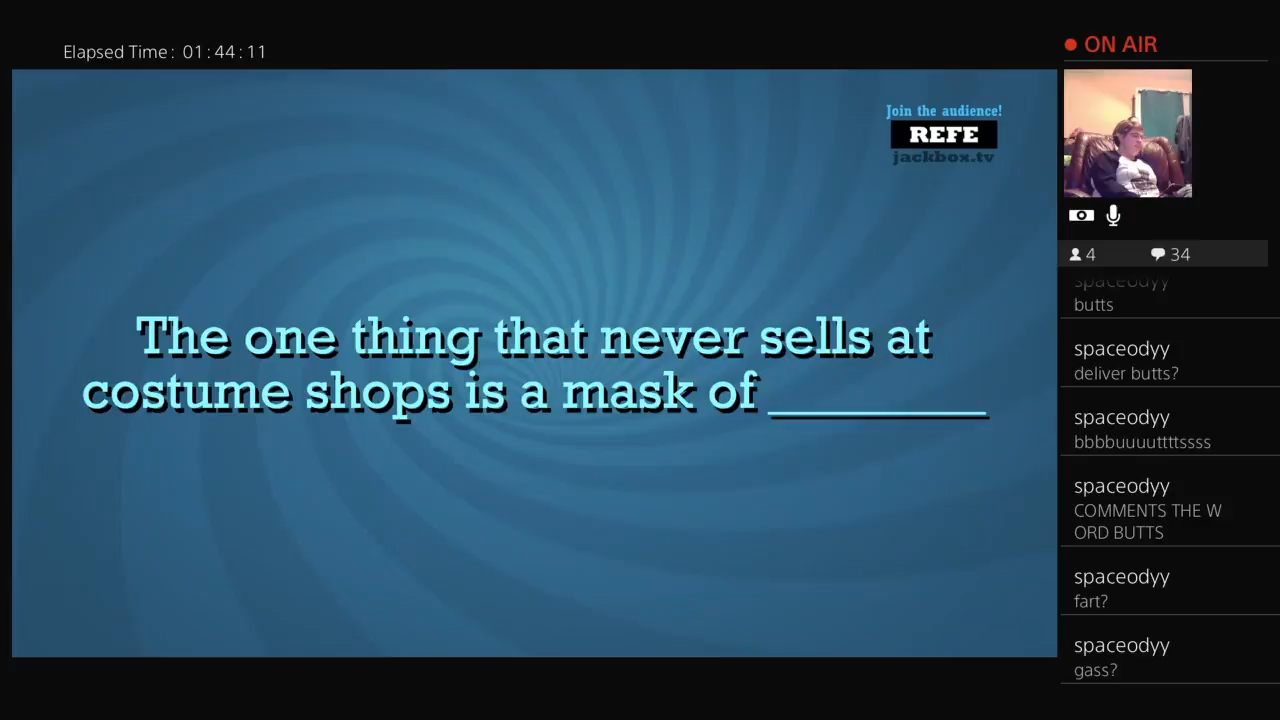 Elapsed Time: 01:44:11
ON AIR
Join the audience!
REFE
jackbox.tv
The one thing that never sells at
costume shops is a mask of ________
4
34
spaceodyy
butts
spaceodyy
deliver butts?
spaceodyy
bbbbuuuuttttssss
spaceodyy
COMMENTS THE W
ORD BUTTS
spaceodyy
fart?
spaceodyy
gass?